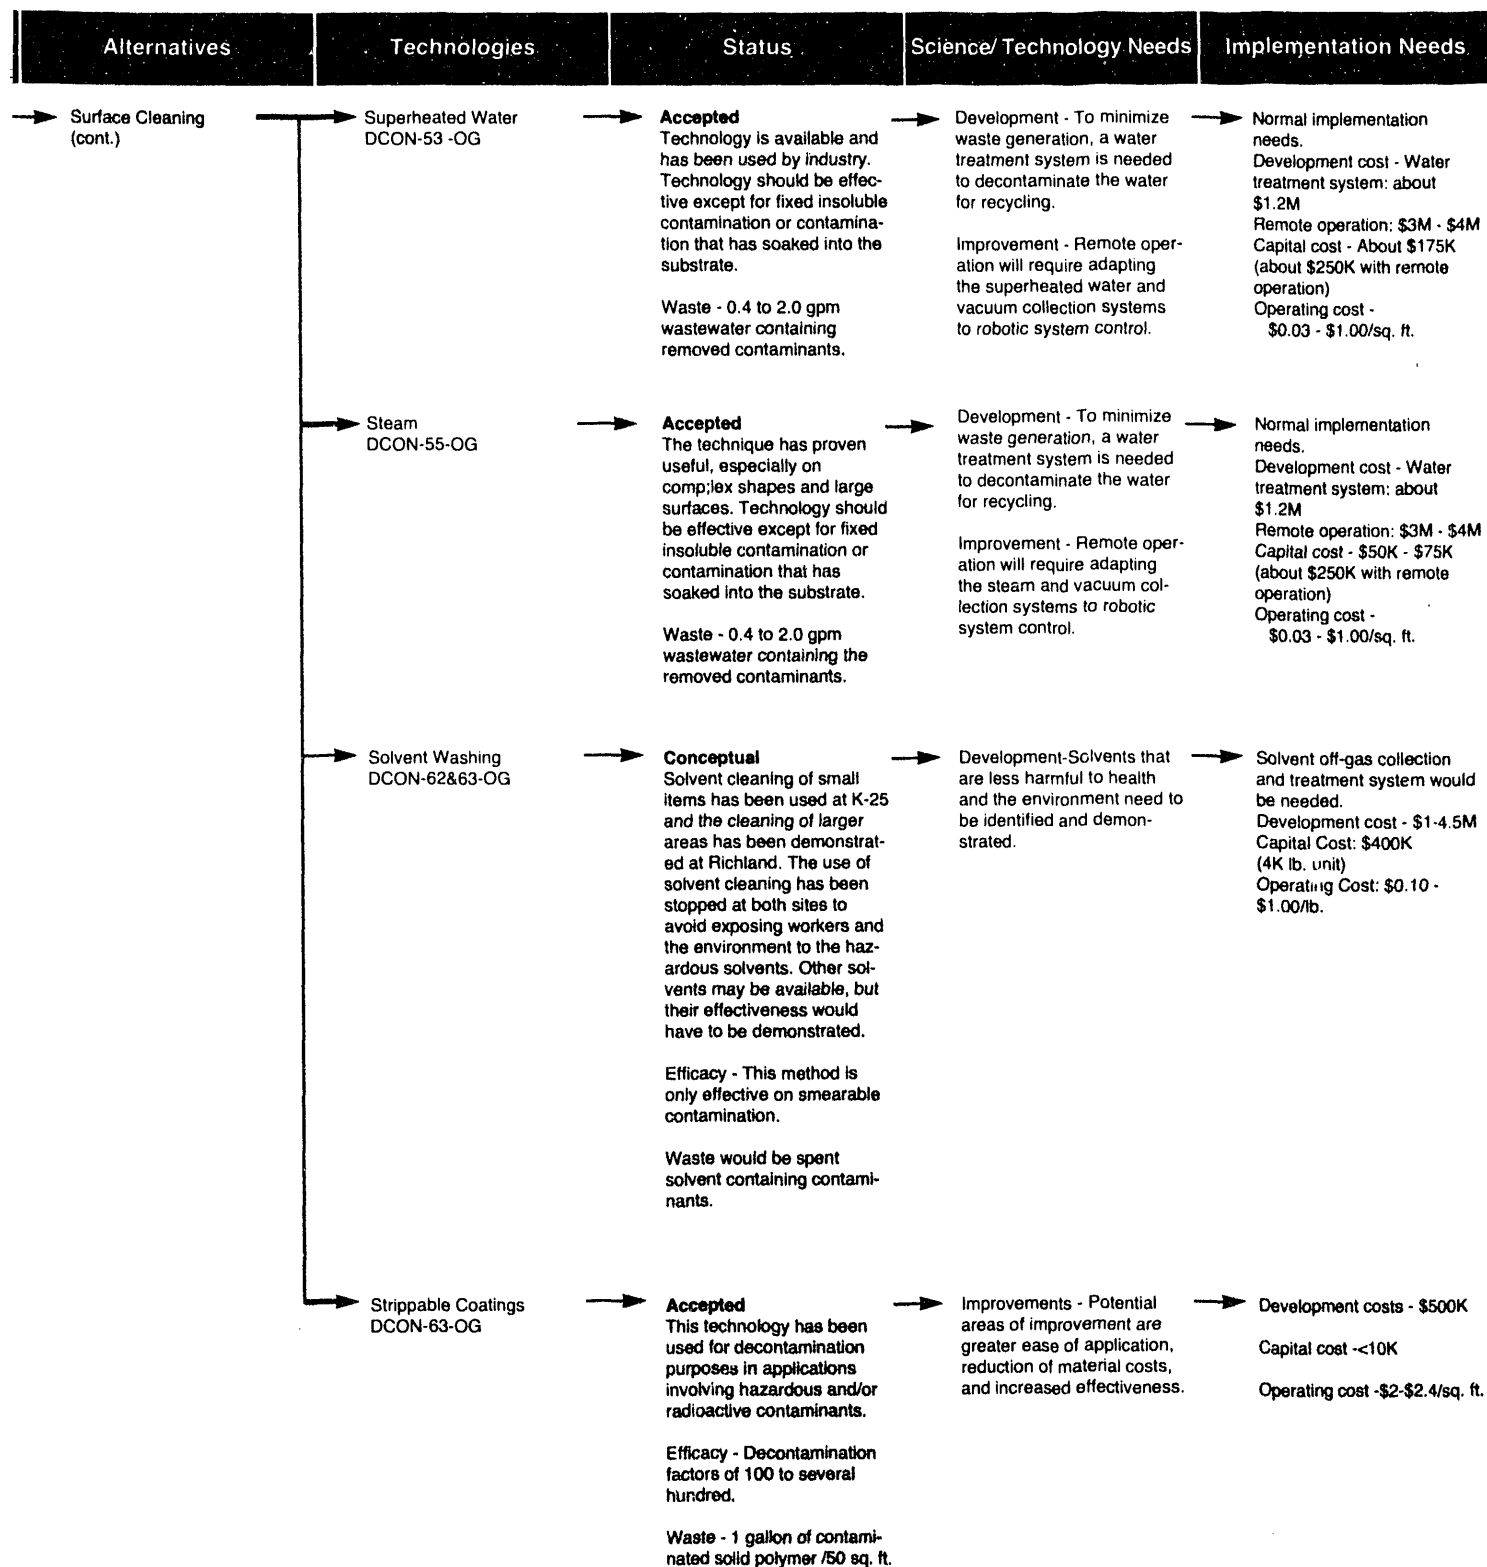 Alternatives
Technologies
Status
Science/ Technology Needs
Implementation Needs
Surface Cleaning
(cont.)
Superheated Water
DCON-53 -OG
Accepted
Technology is available and
has been used by industry.
Technology should be effec-
tive except for fixed insoluble
contamination or contamina-
tion that has soaked into the
substrate.
Waste - 0.4 to 2.0 gpm
wastewater containing
removed contaminants.
Development - To minimize
waste generation, a water
treatment system is needed
to decontaminate the water
for recycling.
Improvement - Remote oper-
ation will require adapting
the superheated water and
vacuum collection systems
to robotic system control.
Normal implementation
needs.
Development cost - Water
treatment system: about
$1.2M
Remote operation: $3M - $4M
Capital cost - About $175K
(about $250K with remote
operation)
Operating cost -
$0.03 - $1.00/sq. ft.
Steam
DCON-55-OG
Accepted
The technique has proven
useful, especially on
comp;lex shapes and large
surfaces. Technology should
be effective except for fixed
insoluble contamination or
contamination that has
soaked into the substrate.
Waste - 0.4 to 2.0 gpm
wastewater containing the
removed contaminants.
Development - To minimize
waste generation, a water
treatment system is needed
to decontaminate the water
for recycling.
Improvement - Remote oper-
ation will require adapting
the steam and vacuum col-
lection systems to robotic
system control.
Normal implementation
needs.
Development cost - Water
treatment system: about
$1.2M
Remote operation: $3M - $4M
Capital cost - $50K - $75K
(about $250K with remote
operation)
Operating cost -
$0.03 - $1.00/sq. ft.
Solvent Washing
DCON-62&63-OG
Conceptual
Solvent cleaning of small
items has been used at K-25
and the cleaning of larger
areas has been demonstrat-
ed at Richland. The use of
solvent cleaning has been
stopped at both sites to
avoid exposing workers and
the environment to the haz-
ardous solvents. Other sol-
vents may be available, but
their effectiveness would
have to be demonstrated.
Efficacy - This method is
only effective on smearable
contamination.
Waste would be spent
solvent containing contami-
nants.
Development-Solvents that
are less harmful to health
and the environment need to
be identified and demon-
strated.
Solvent off-gas collection
and treatment system would
be needed.
Development cost - $1-4.5M
Capital Cost: $400K
(4K lb. unit)
Operating Cost: $0.10 -
$1.00/lb.
Strippable Coatings
DCON-63-OG
Accepted
This technology has been
used for decontamination
purposes in applications
involving hazardous and/or
radioactive contaminants.
Efficacy - Decontamination
factors of 100 to several
hundred.
Waste - 1 gallon of contami-
nated solid polymer /50 sq. ft.
Improvements - Potential
areas of improvement are
greater ease of application,
reduction of material costs,
and increased effectiveness.
Development costs - $500K
Capital cost -<10K
Operating cost -$2-$2.4/sq. ft.